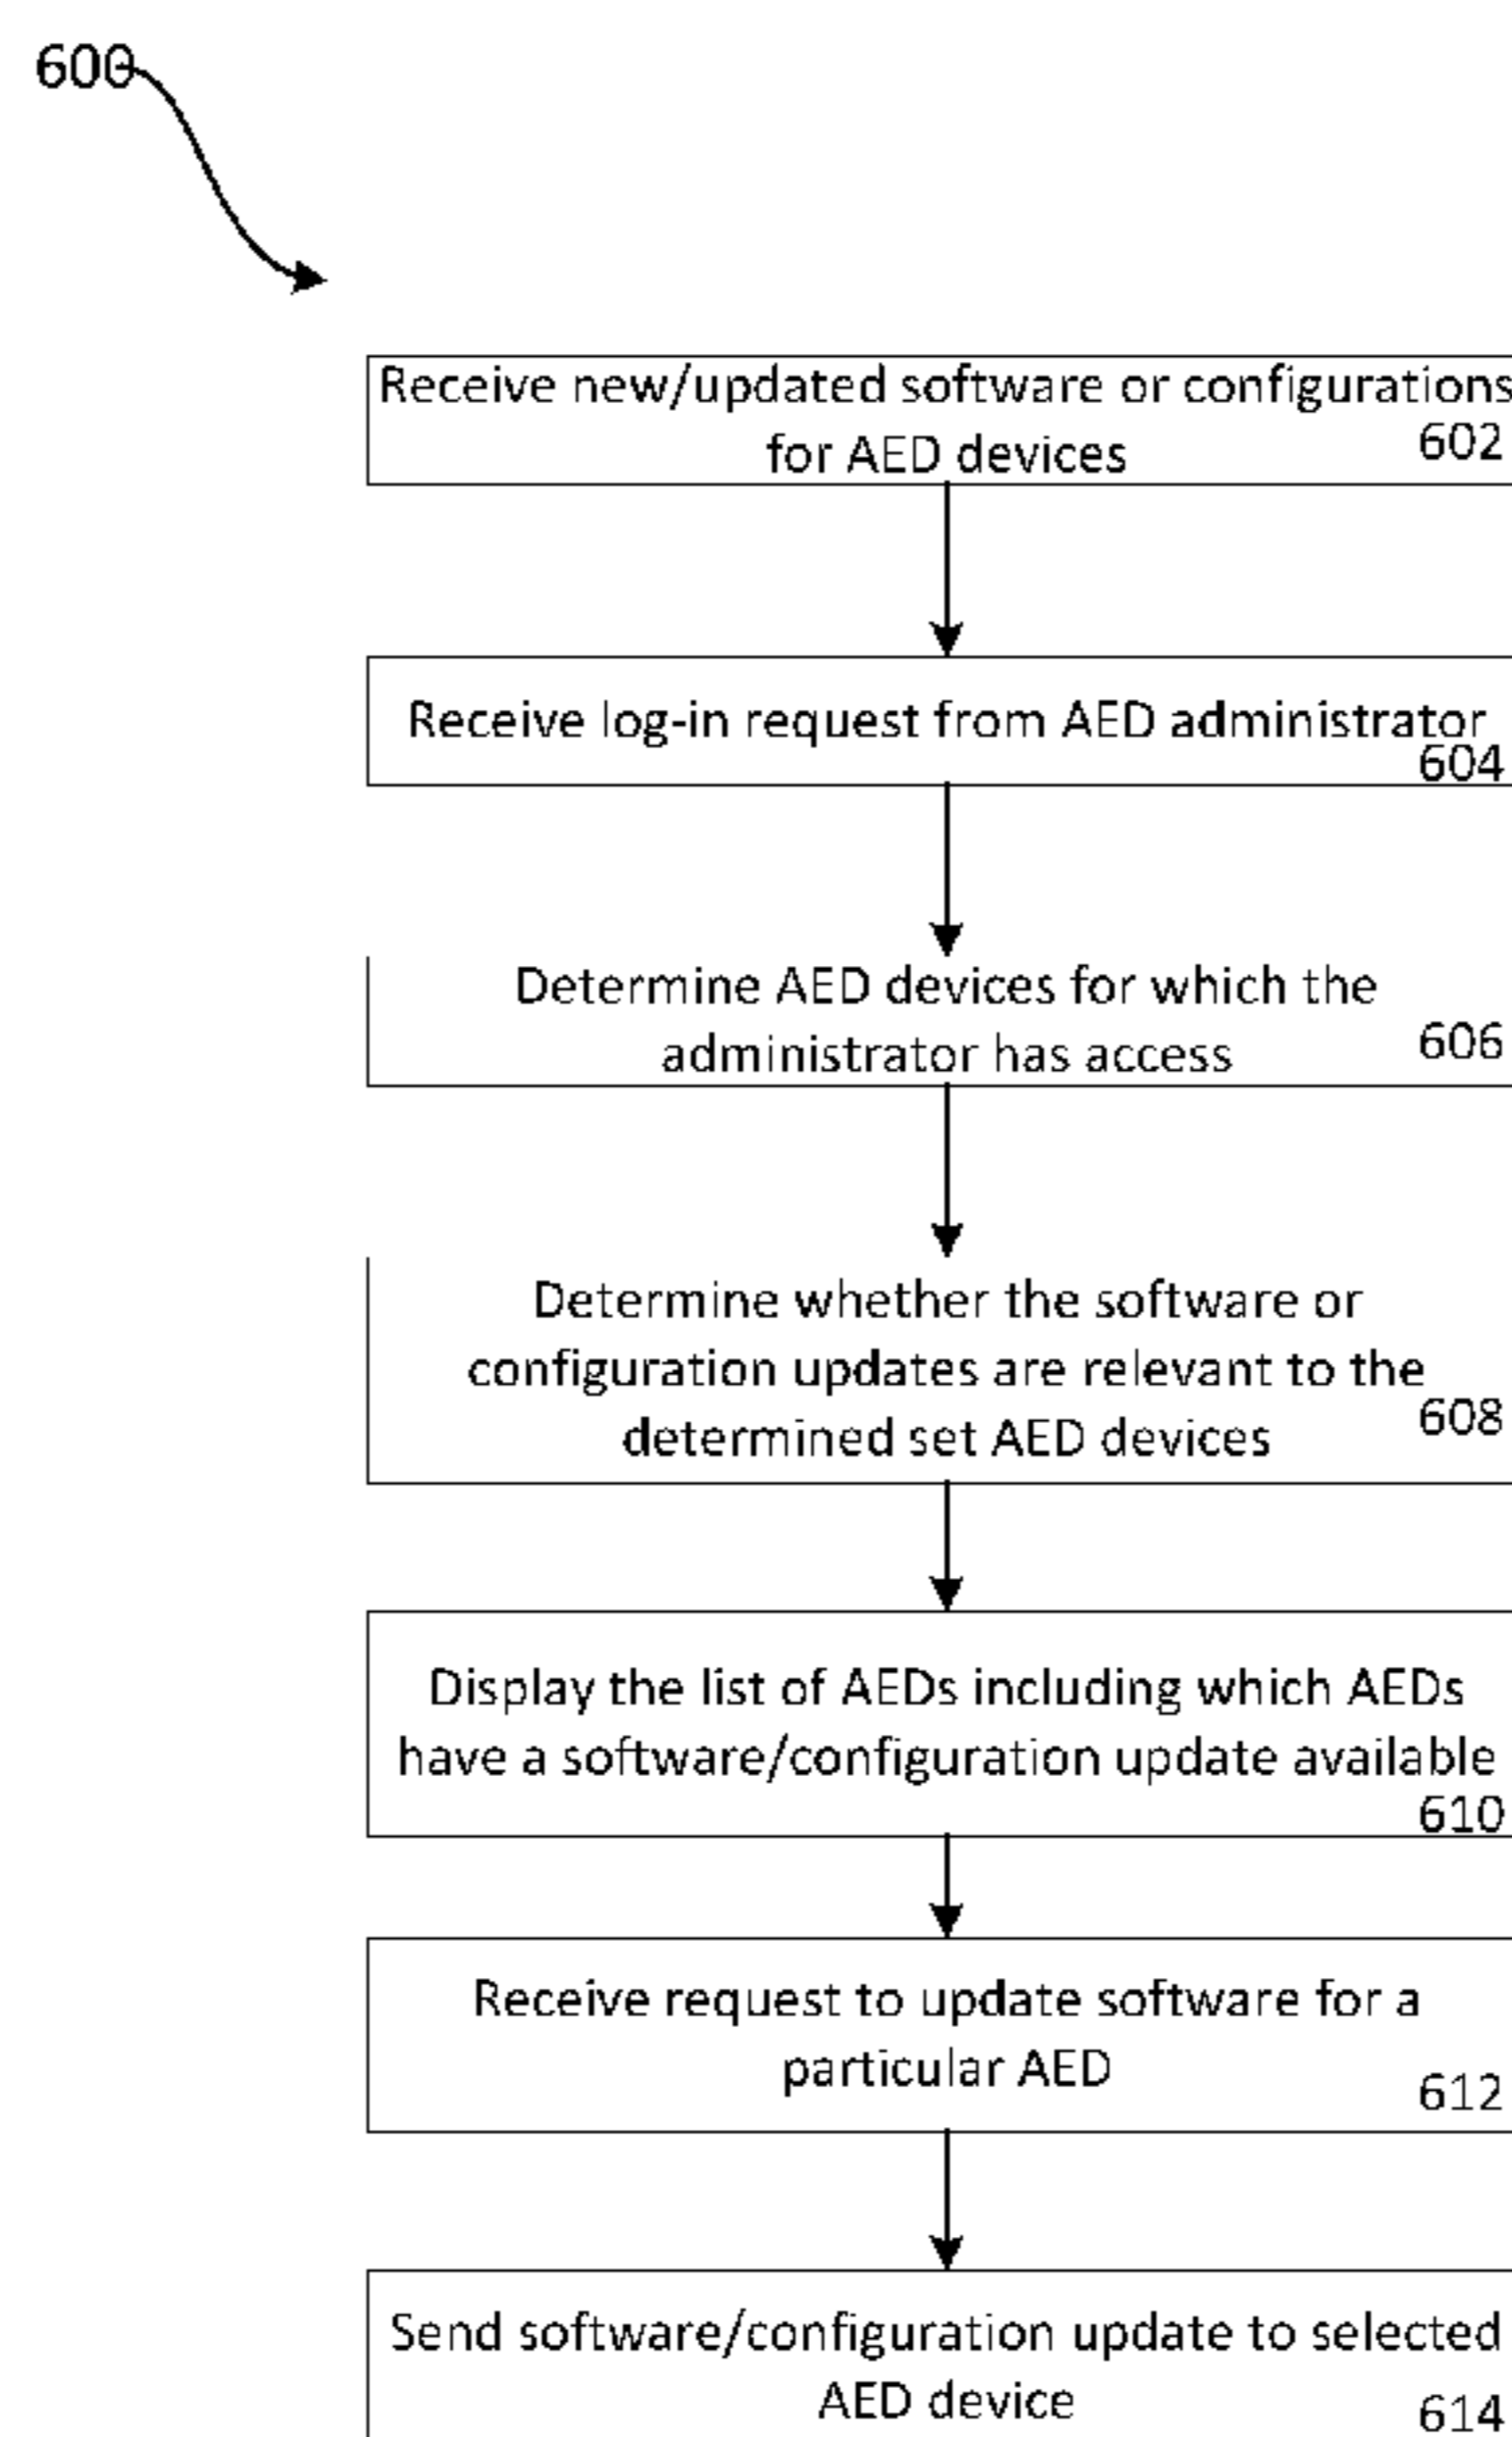 600
Receive new/updated software or configurations
for AED devices
602
Receive log-in request from AED administrator
604
Determine AED devices for which the
administrator has access
606
Determine whether the software or
configuration updates are relevant to the
determined set AED devices
608
Display the list of AEDs including which AEDs
have a software/configuration update available
610
Receive request to update software for a
particular AED
612
Send software/configuration update to selected
AED device
614